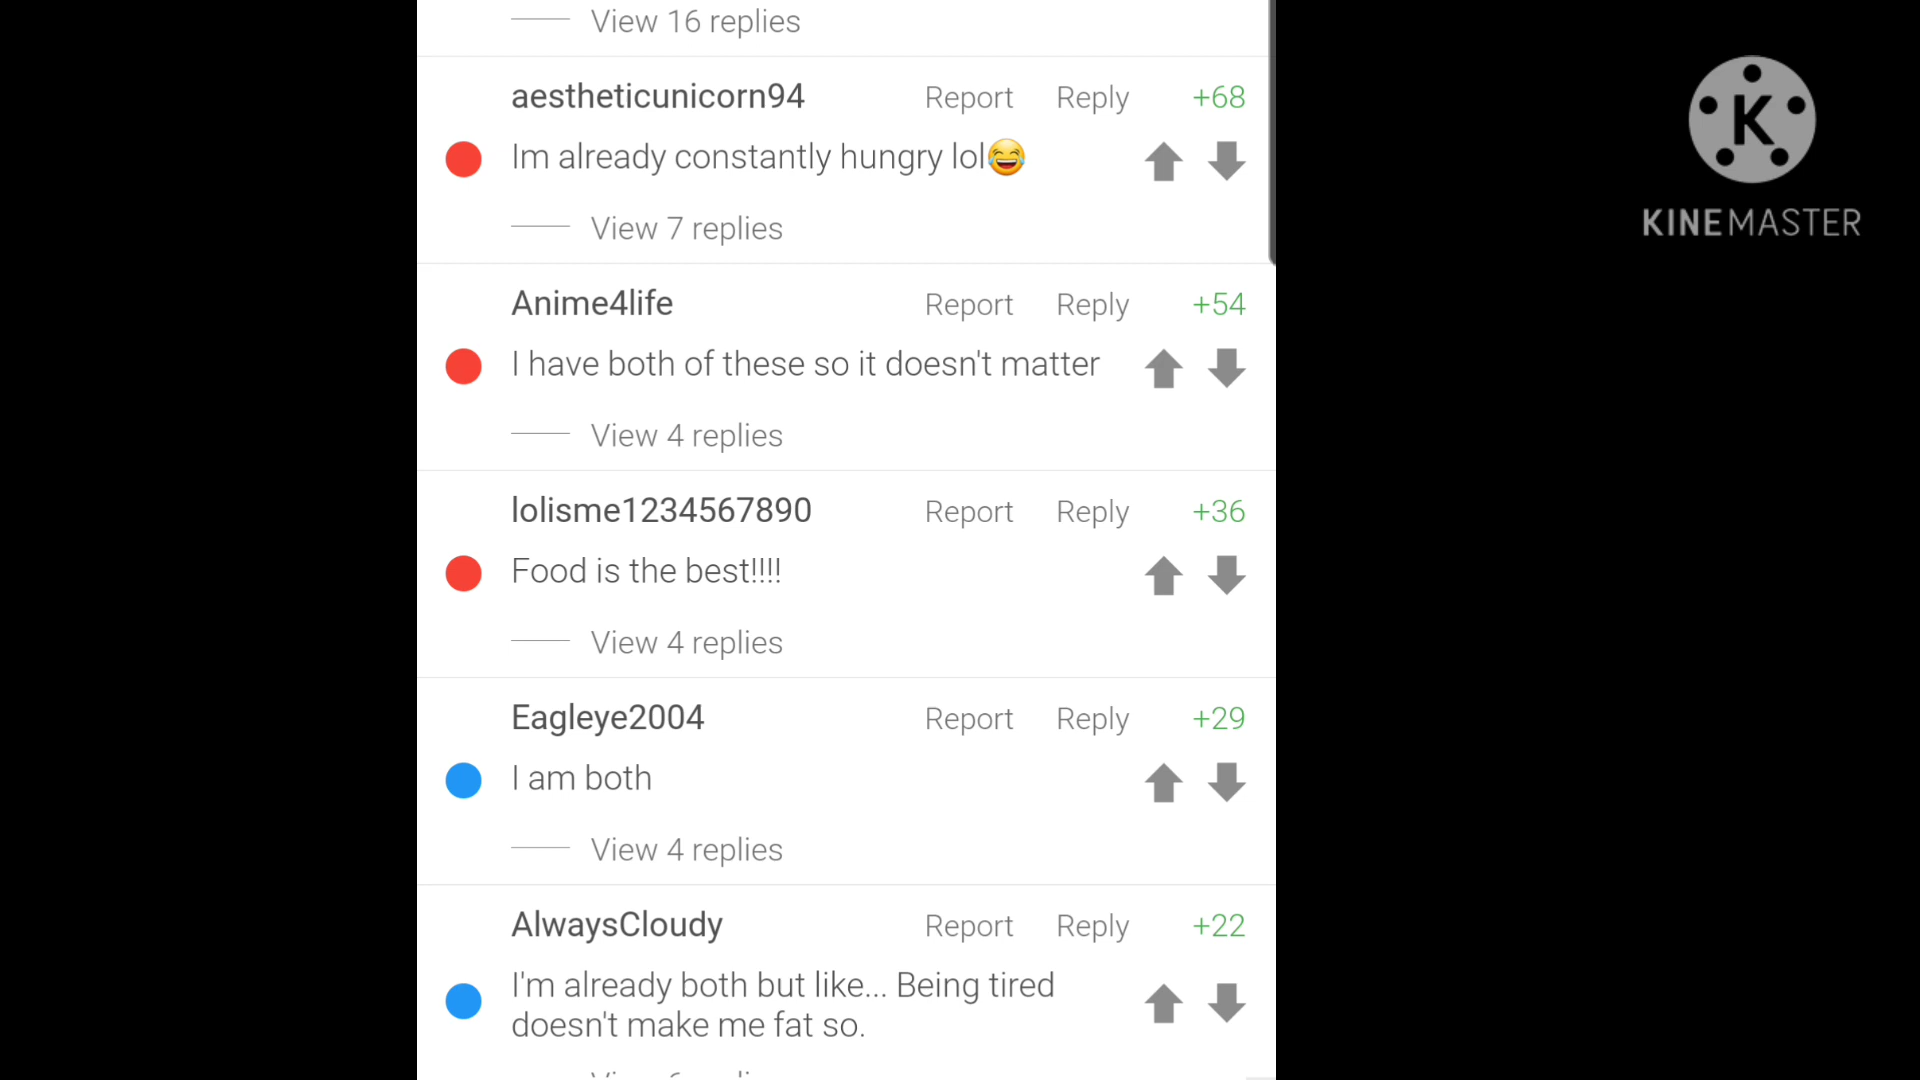 View 16 replies
aestheticunicorn94 Report Reply +68
Im already constantly hungry lol😂
View 7 replies
Anime4life Report Reply +54
I have both of these so it doesn't matter
View 4 replies
lolisme1234567890 Report Reply +36
Food is the best!!!!
View 4 replies
Eagleye2004 Report Reply +29
I am both
View 4 replies
AlwaysCloudy Report Reply +22
I'm already both but like... Being tired
doesn't make me fat so.
K
KINEMASTER